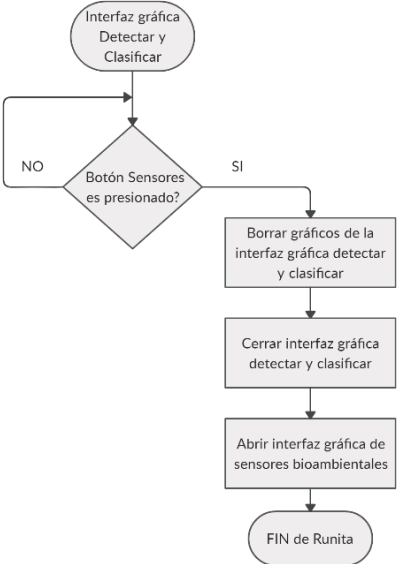 Interfaz gráfica
Detectar y
Clasificar
NO
Botón Sensores
es presionado?
SI
Borrar gráficos de la
interfaz gráfica detectar
y clasificar
Cerrar interfaz gráfica
detectar y clasificar
Abrir interfaz gráfica de
sensores bioambientales
FIN de Runita